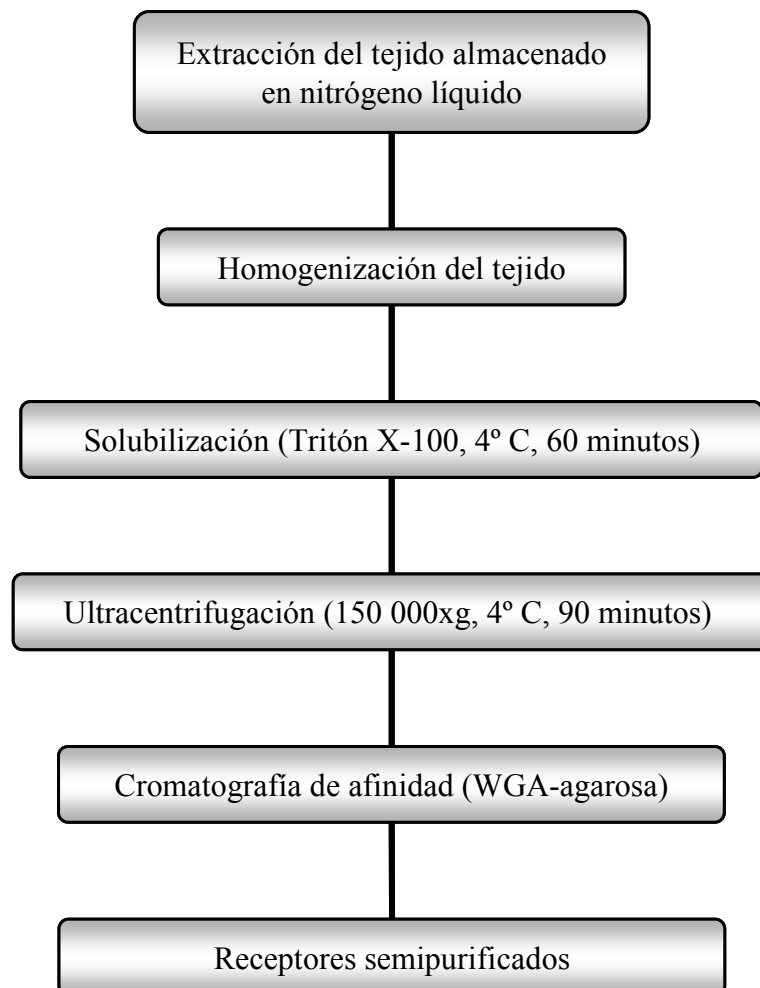 Extracción del tejido almacenado
en nitrógeno líquido
Homogenización del tejido
Solubilización (Tritón X-100, 4º C, 60 minutos)
Ultracentrifugación (150 000xg, 4º C, 90 minutos)
Cromatografía de afinidad (WGA-agarosa)
Receptores semipurificados